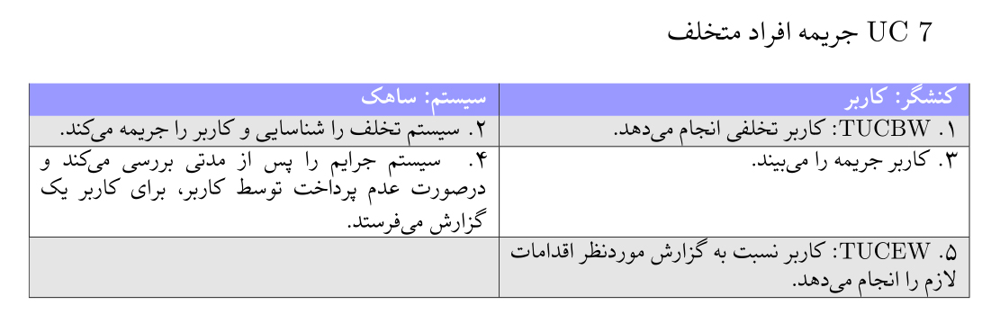 UC 7 جریمه افراد متخلف
کنشگر: کاربر
سیستم: ساهک
۱. TUCBW: کاربر تخلفی انجام می‌دهد.
۲. سیستم تخلف را شناسایی و کاربر را جریمه می‌کند.
۳. کاربر جریمه را می‌بیند.
۴. سیستم جرایم را پس از مدتی بررسی می‌کند و
درصورت عدم پرداخت توسط کاربر، برای کاربر یک
گزارش می‌فرستد.
۵. TUCEW: کاربر نسبت به گزارش موردنظر اقدامات
لازم را انجام می‌دهد.